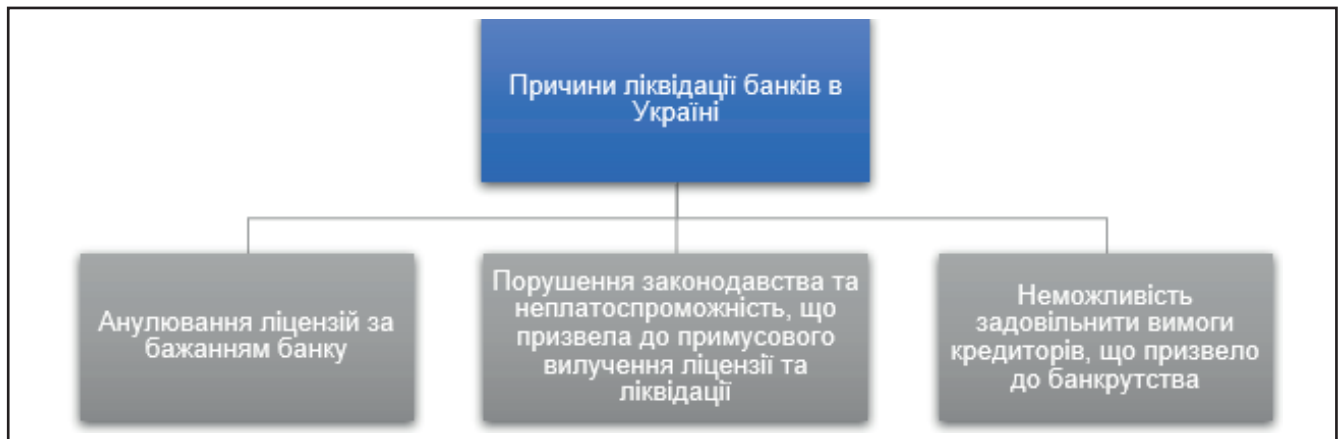 Причини ліквідації банків в
Україні
Анулювання ліцензій за
бажанням банку
Порушення законодавства та
неплатоспроможність, що
призвела до примусового
вилучення ліцензії та
ліквідації
Неможливість
задовільнити вимоги
кредиторів, що призвело
до банкрутства